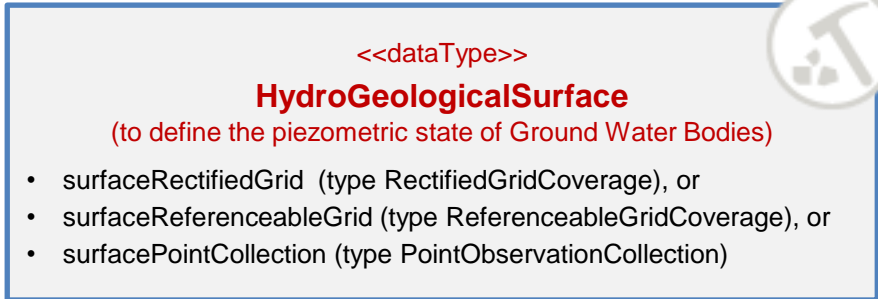 <<dataType>>
HydroGeologicalSurface
(to define the piezometric state of Ground Water Bodies)
• surfaceRectifiedGrid (type RectifiedGridCoverage), or
• surfaceReferenceableGrid (type ReferenceableGridCoverage), or
• surfacePointCollection (type PointObservationCollection)